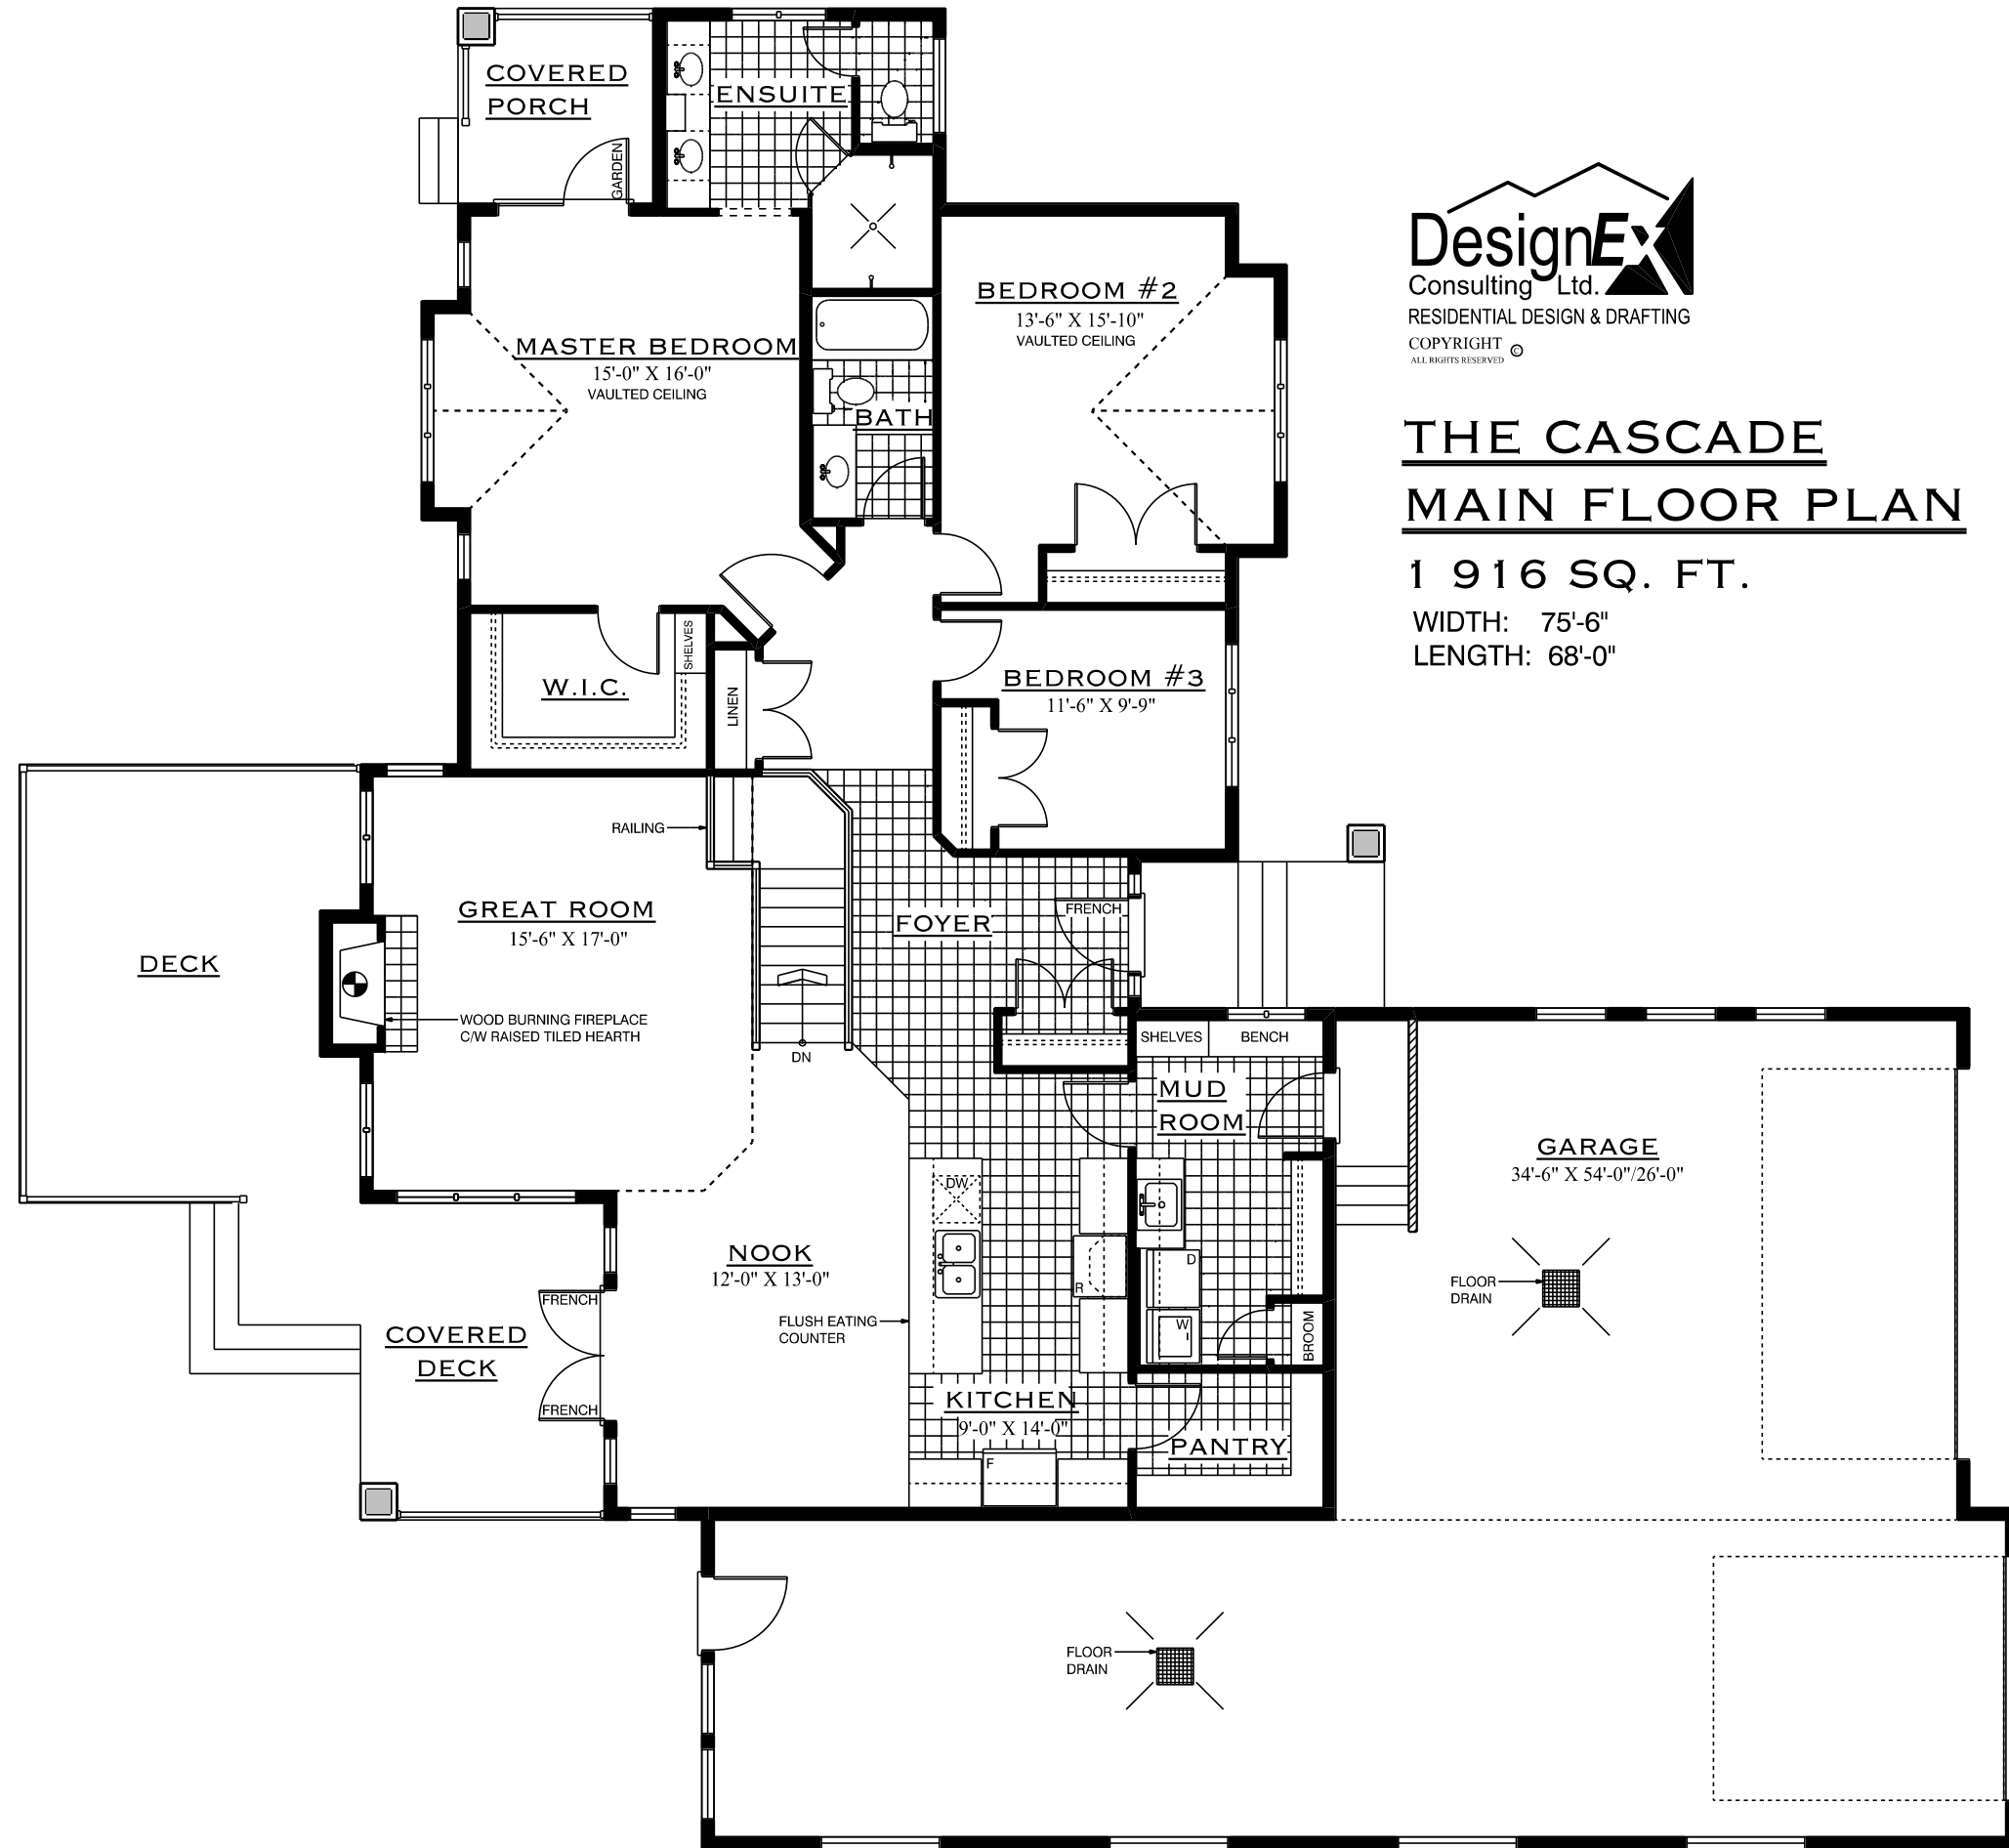 COVERED
PORCH
GARDEN
ENSUITE
DesignEx
Consulting Ltd.
RESIDENTIAL DESIGN & DRAFTING
COPYRIGHT ©
ALL RIGHTS RESERVED
THE CASCADE
MAIN FLOOR PLAN
1 916 SQ. FT.
WIDTH: 75'-6"
LENGTH: 68'-0"
MASTER BEDROOM
15'-0" X 16'-0"
VAULTED CEILING
BEDROOM #2
13'-6" X 15'-10"
VAULTED CEILING
BATH
W.I.C.
SHELVES
LINEN
BEDROOM #3
11'-6" X 9'-9"
RAILING
GREAT ROOM
15'-6" X 17'-0"
FOYER
FRENCH
DECK
WOOD BURNING FIREPLACE
C/W RAISED TILED HEARTH
DN
SHELVES
BENCH
MUD
ROOM
GARAGE
34'-6" X 54'-0"/26'-0"
DW
NOOK
12'-0" X 13'-0"
R
D
W
FLOOR
DRAIN
FRENCH
COVERED
DECK
FRENCH
FLUSH EATING
COUNTER
BROOM
KITCHEN
9'-0" X 14'-0"
F
PANTRY
FLOOR
DRAIN